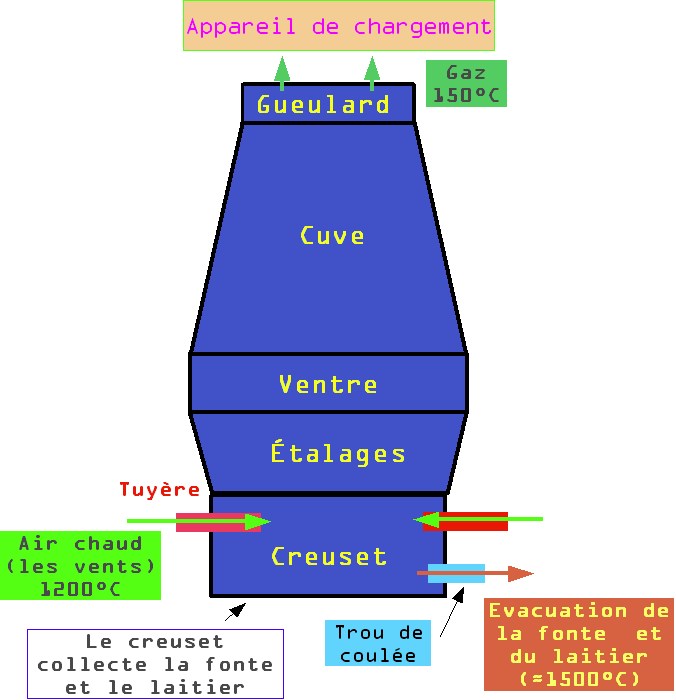 Appareil de chargement
Gaz
150°C
Gueulard
Cuve
Ventre
Étalages
Tuyère
Air chaud
(les vents)
1200°C
Creuset
Le creuset
collecte la fonte
et le laitier
Trou de
coulée
Evacuation de
la fonte et
du laitier
(=1500°C)